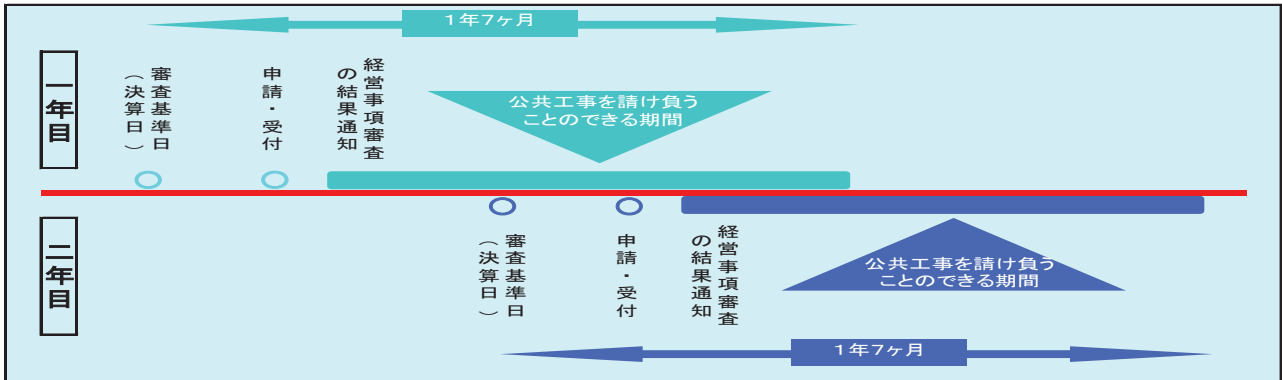 1年7ヶ月
一年目
審査基準日
（決算日）
申請・受付
経営事項審査
の結果通知
公共工事を請け負う
ことのできる期間
二年目
審査基準日
（決算日）
申請・受付
経営事項審査
の結果通知
公共工事を請け負う
ことのできる期間
1年7ヶ月